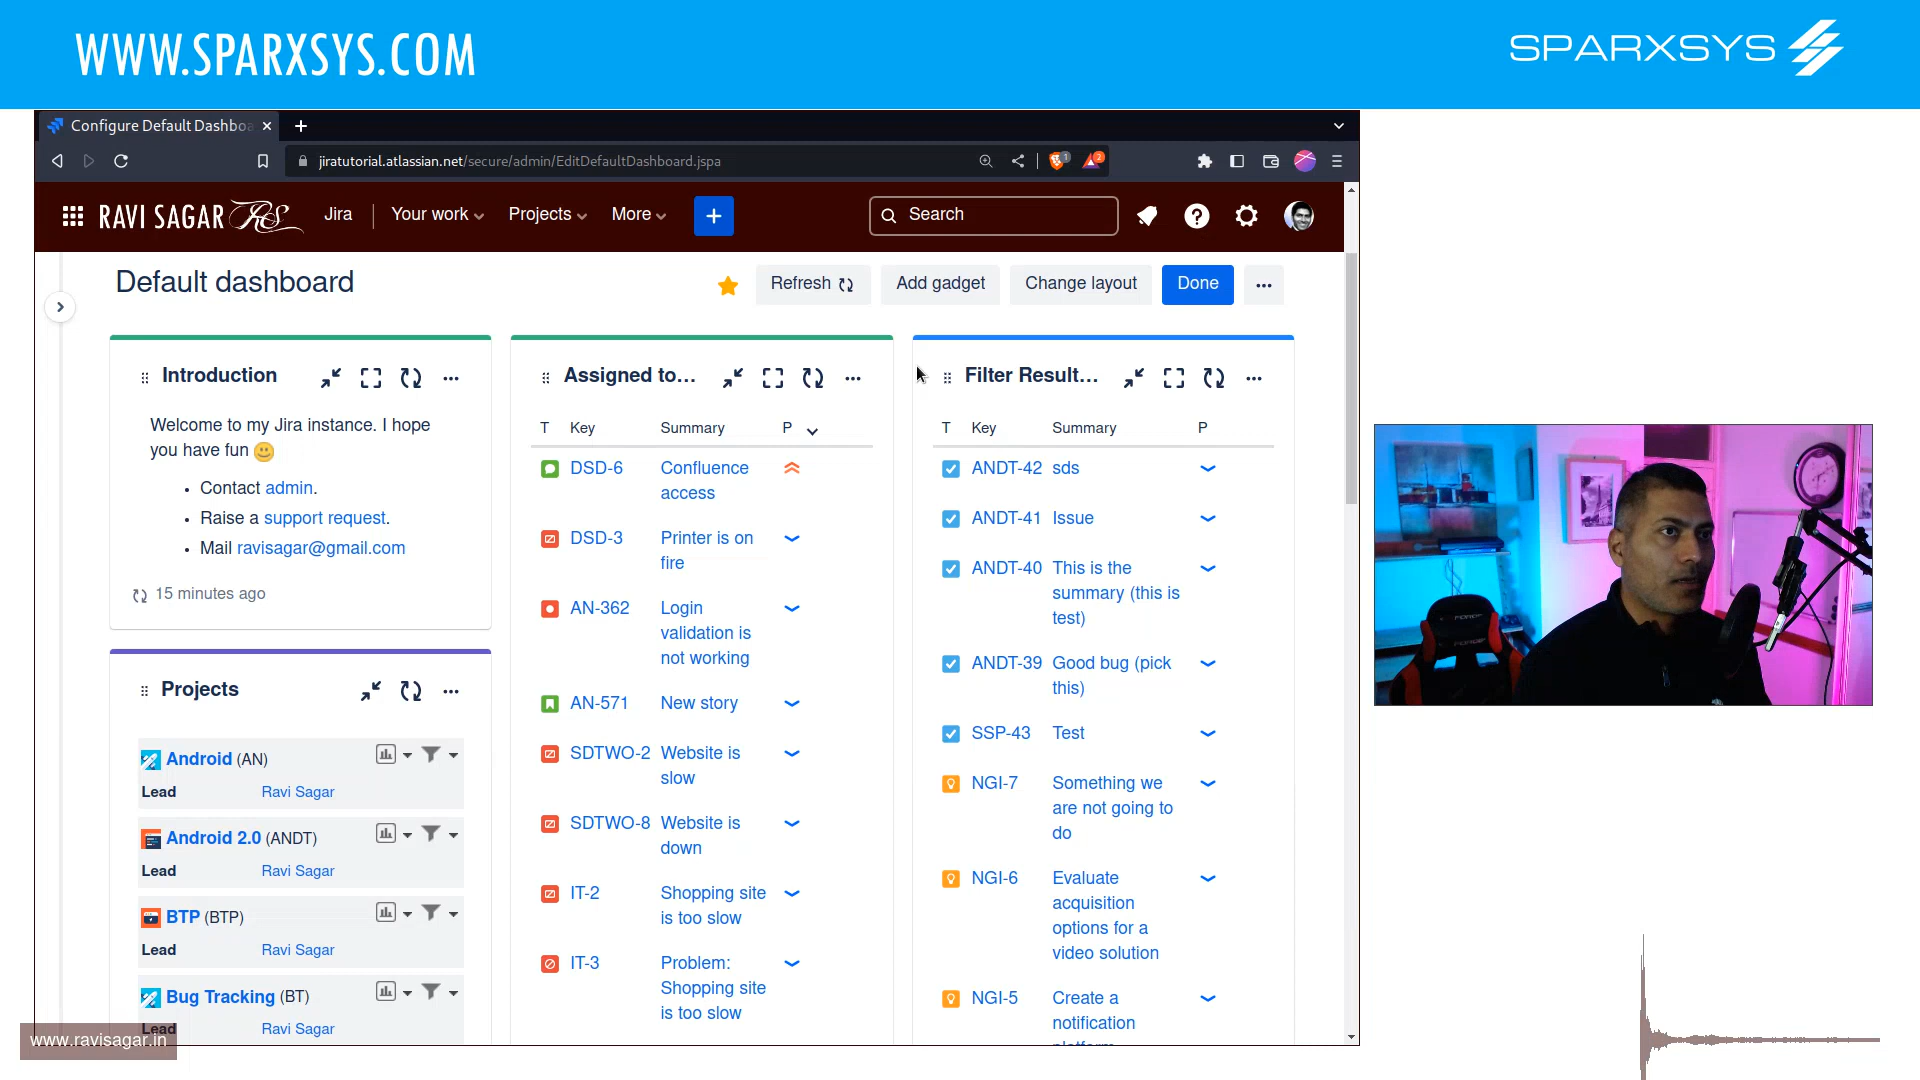 WWW.SPARXSYS.COM
SPARXSYS
Configure Default Dashboa
jiratutorial.atlassian.net/secure/admin/EditDefaultDashboard.jspa
1
2
RAVI SAGAR RS
Jira
Your work
Projects
More
Search
Default dashboard
Refresh
Add gadget
Change layout
Done
Introduction
Welcome to my Jira instance. I hope
you have fun
• Contact admin.
• Raise a support request.
• Mail ravisagar@gmail.com
15 minutes ago
Projects
Android (AN)
Lead Ravi Sagar
Android 2.0 (ANDT)
Lead Ravi Sagar
BTP (BTP)
Lead Ravi Sagar
Bug Tracking (BT)
Lead Ravi Sagar
www.ravisagar.in
Assigned to...
T Key Summary P
DSD-6 Confluence
access
DSD-3 Printer is on
fire
AN-362 Login
validation is
not working
AN-571 New story
SDTWO-2 Website is
slow
SDTWO-8 Website is
down
IT-2 Shopping site
is too slow
IT-3 Problem:
Shopping site
is too slow
Filter Result...
T Key Summary P
ANDT-42 sds
ANDT-41 Issue
ANDT-40 This is the
summary (this is
test)
ANDT-39 Good bug (pick
this)
SSP-43 Test
NGI-7 Something we
are not going to
do
NGI-6 Evaluate
acquisition
options for a
video solution
NGI-5 Create a
notification
platform